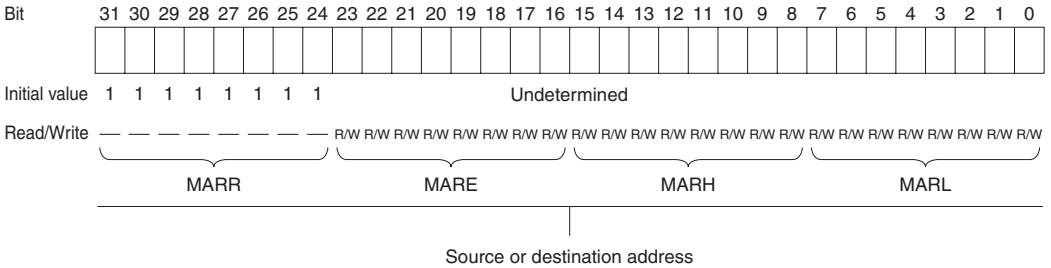 Bit 31 30 29 28 27 26 25 24 23 22 21 20 19 18 17 16 15 14 13 12 11 10 9 8 7 6 5 4 3 2 1 0
Initial value 1 1 1 1 1 1 1 1 Undetermined
Read/Write — — — — — — — — R/W R/W R/W R/W R/W R/W R/W R/W R/W R/W R/W R/W R/W R/W R/W R/W R/W R/W R/W R/W R/W R/W R/W R/W
MARR MARE MARH MARL
Source or destination address